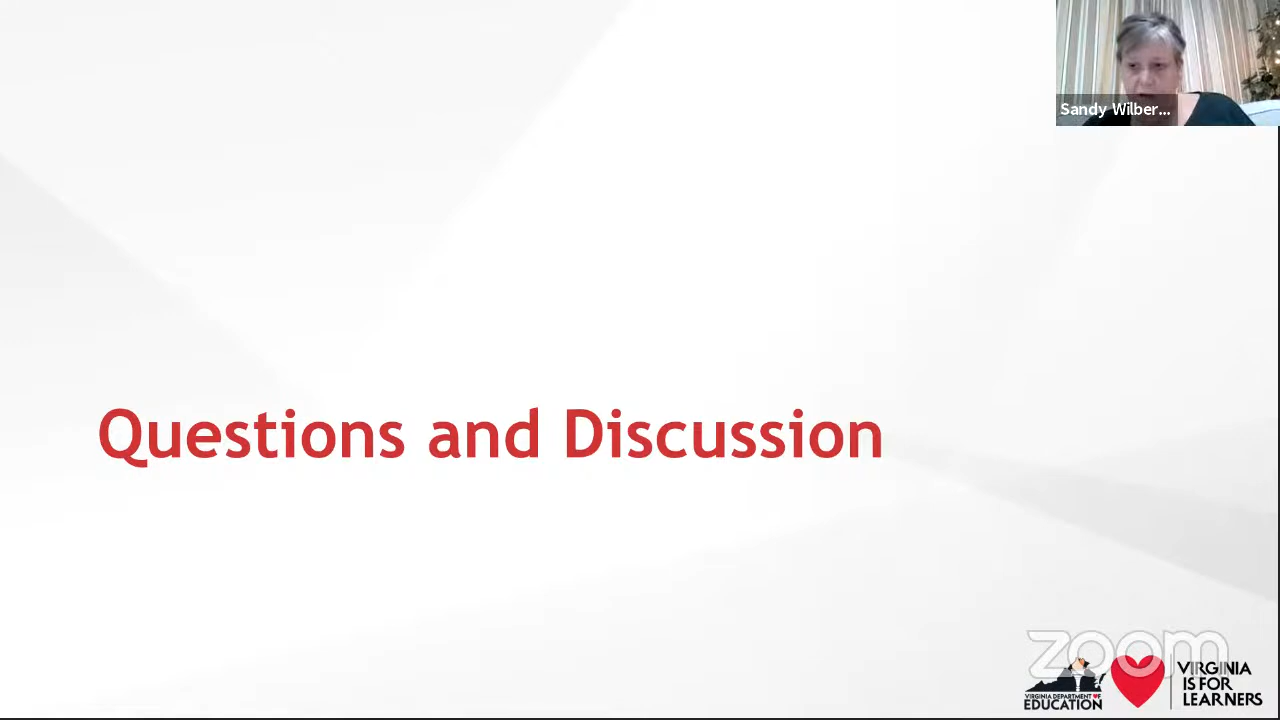 Sandy Wilber...
Questions and Discussion
zoom
VIRGINIA DEPARTMENT OF
EDUCATION
VIRGINIA
IS FOR
LEARNERS